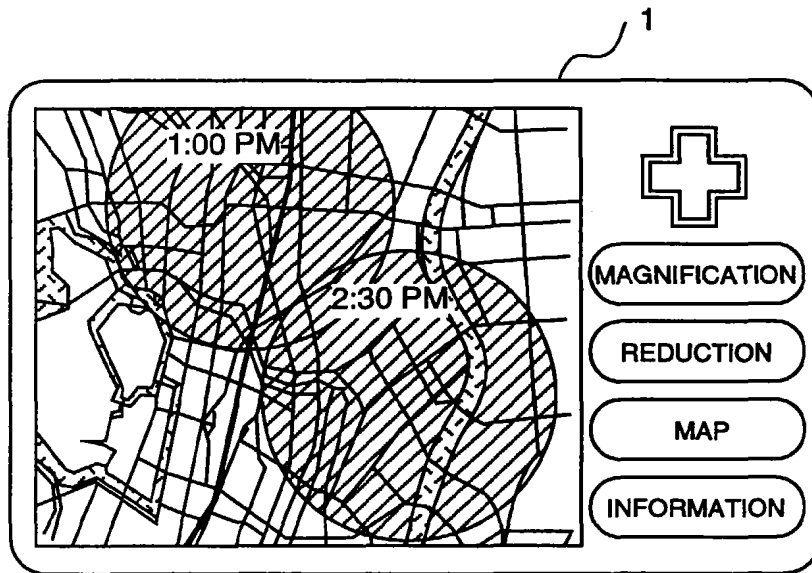 1
1:00 PM
2:30 PM
MAGNIFICATION
REDUCTION
MAP
INFORMATION